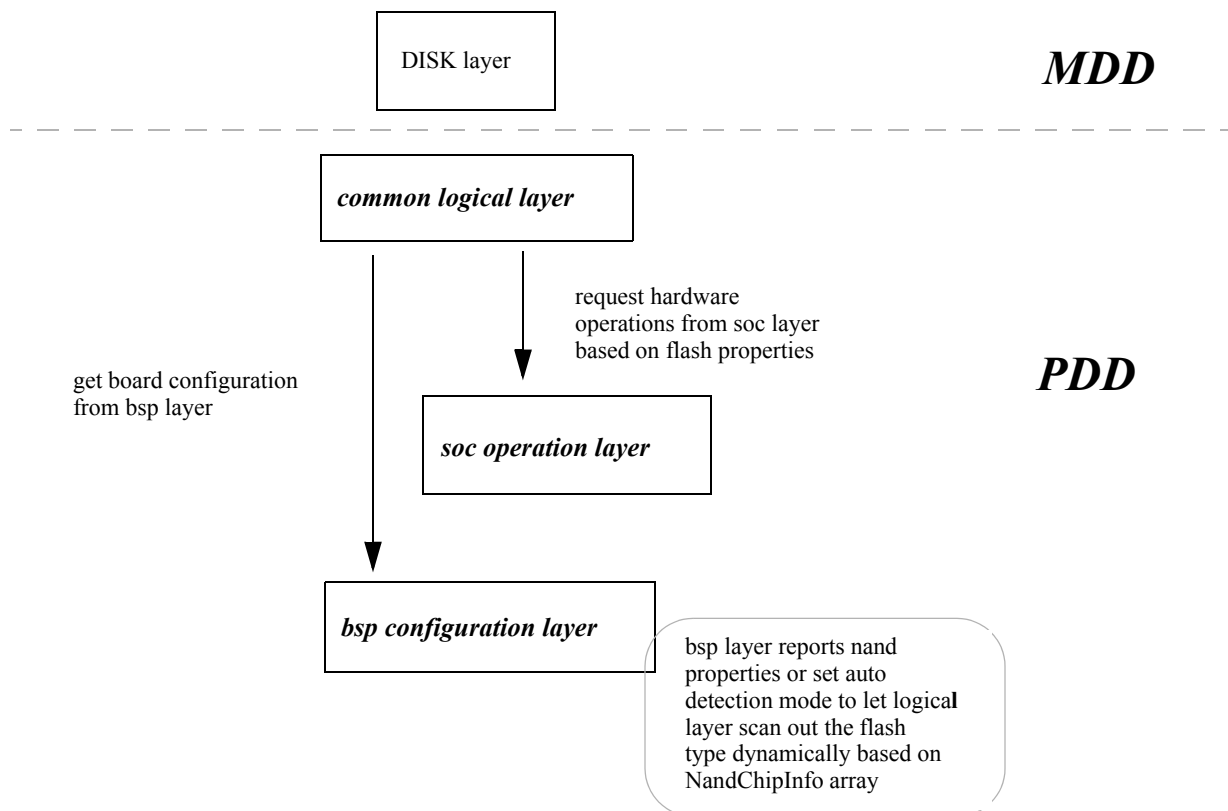 DISK layer
MDD
common logical layer
request hardware
operations from soc layer
based on flash properties
get board configuration
from bsp layer
PDD
soc operation layer
bsp configuration layer
bsp layer reports nand
properties or set auto
detection mode to let logical
layer scan out the flash
type dynamically based on
NandChipInfo array